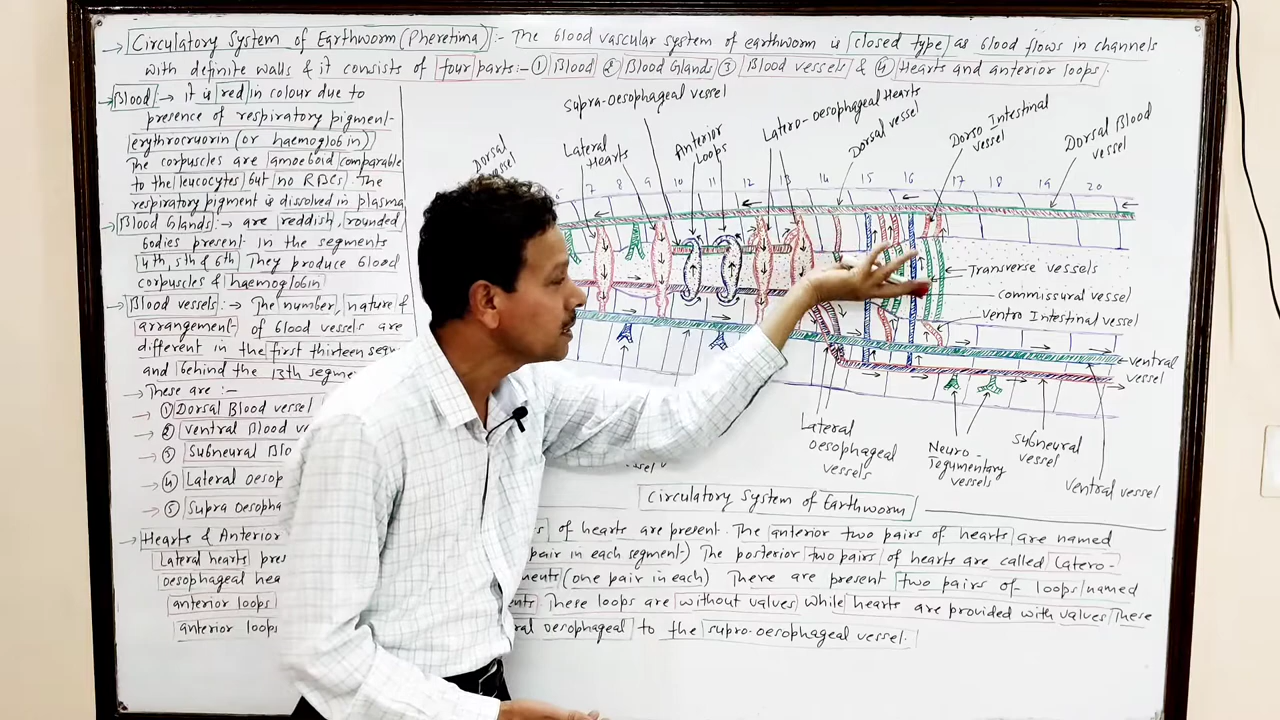 → Circulatory System of Earthworm (Pheretima) :- The blood vascular system of earthworm is closed type as blood flows in channels
with definite walls & it consists of four parts:- ① Blood ② Blood Glands ③ Blood vessels & ④ Hearts and anterior loops.
→ Blood :→ it is red in colour due to
presence of respiratory pigment-
erythrocruorin (or haemoglobin)
The corpuscles are amoeboid comparable
to the leucocytes but no RBCs. The
respiratory pigment is dissolved in plasma
→ Blood Glands :- are reddish, rounded
bodies present in the segments
4th, 5th & 6th They produce blood
corpuscles & haemoglobin
→ Blood vessels :- The number, nature &
arrangement of blood vessels are
different in the first thirteen seg
and behind the 13th segme
→ These are :-
→ ① Dorsal Blood vessel
→ ② Ventral Blood
→ ③ Subneural
→ ④ Lateral
→ ⑤ Supra
→ Hearts & Anterior
Lateral hearts
oesophageal
anterior loops
anterior loops
Supra-oesophageal vessel
Latero-oesophageal Hearts
Dorsal vessel
Lateral Hearts
Anterior Loops
Dorsal vessel
Dorso Intestinal vessel
Dorsal Blood vessel
7 8 9 10 11 12 13 14 15 16 17 18 19 20
Transverse vessels
Commissural vessel
Ventro Intestinal vessel
Ventral vessel
Lateral oesophageal vessels
Neuro-Tegumentary vessels
Subneural vessel
Ventral vessel
Circulatory System of Earthworm
of hearts are present. The anterior two pairs of hearts are named
pair in each segment.) The posterior two pairs of hearts are called Latero-
(one pair in each) There are present two pairs of loops named
These loops are without valves while hearts are provided with valves These
oesophageal to the supra-oesophageal vessel.